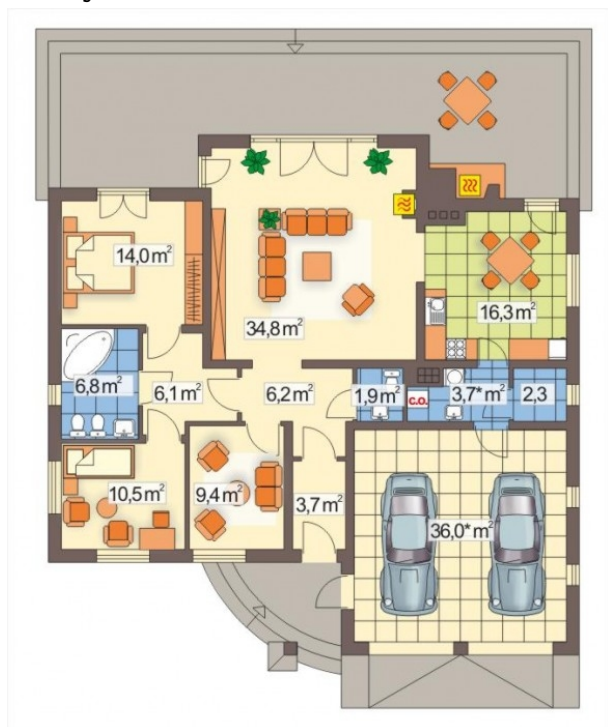 14,0m²
34,8m²
16,3m²
6,8m²
6,1m²
6,2m²
1,9m²
c.o.
3,7*m²
2,3
10,5m²
9,4m²
3,7m²
36,0*m²